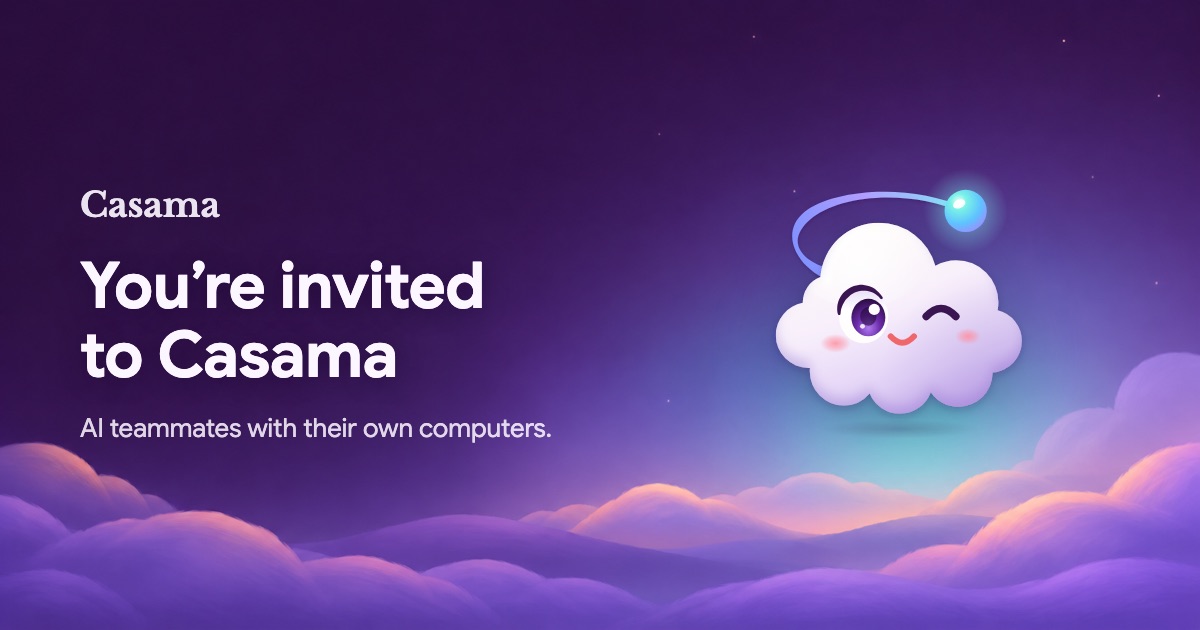 Casama
You’re invited
to Casama
AI teammates with their own computers.